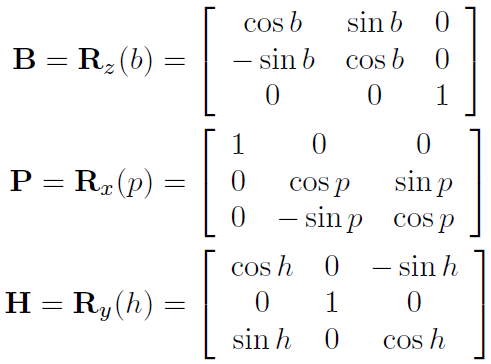 B = R_z(b) = [ cos b sin b 0
− sin b cos b 0
0 0 1 ]
P = R_x(p) = [ 1 0 0
0 cos p sin p
0 − sin p cos p ]
H = R_y(h) = [ cos h 0 − sin h
0 1 0
sin h 0 cos h ]